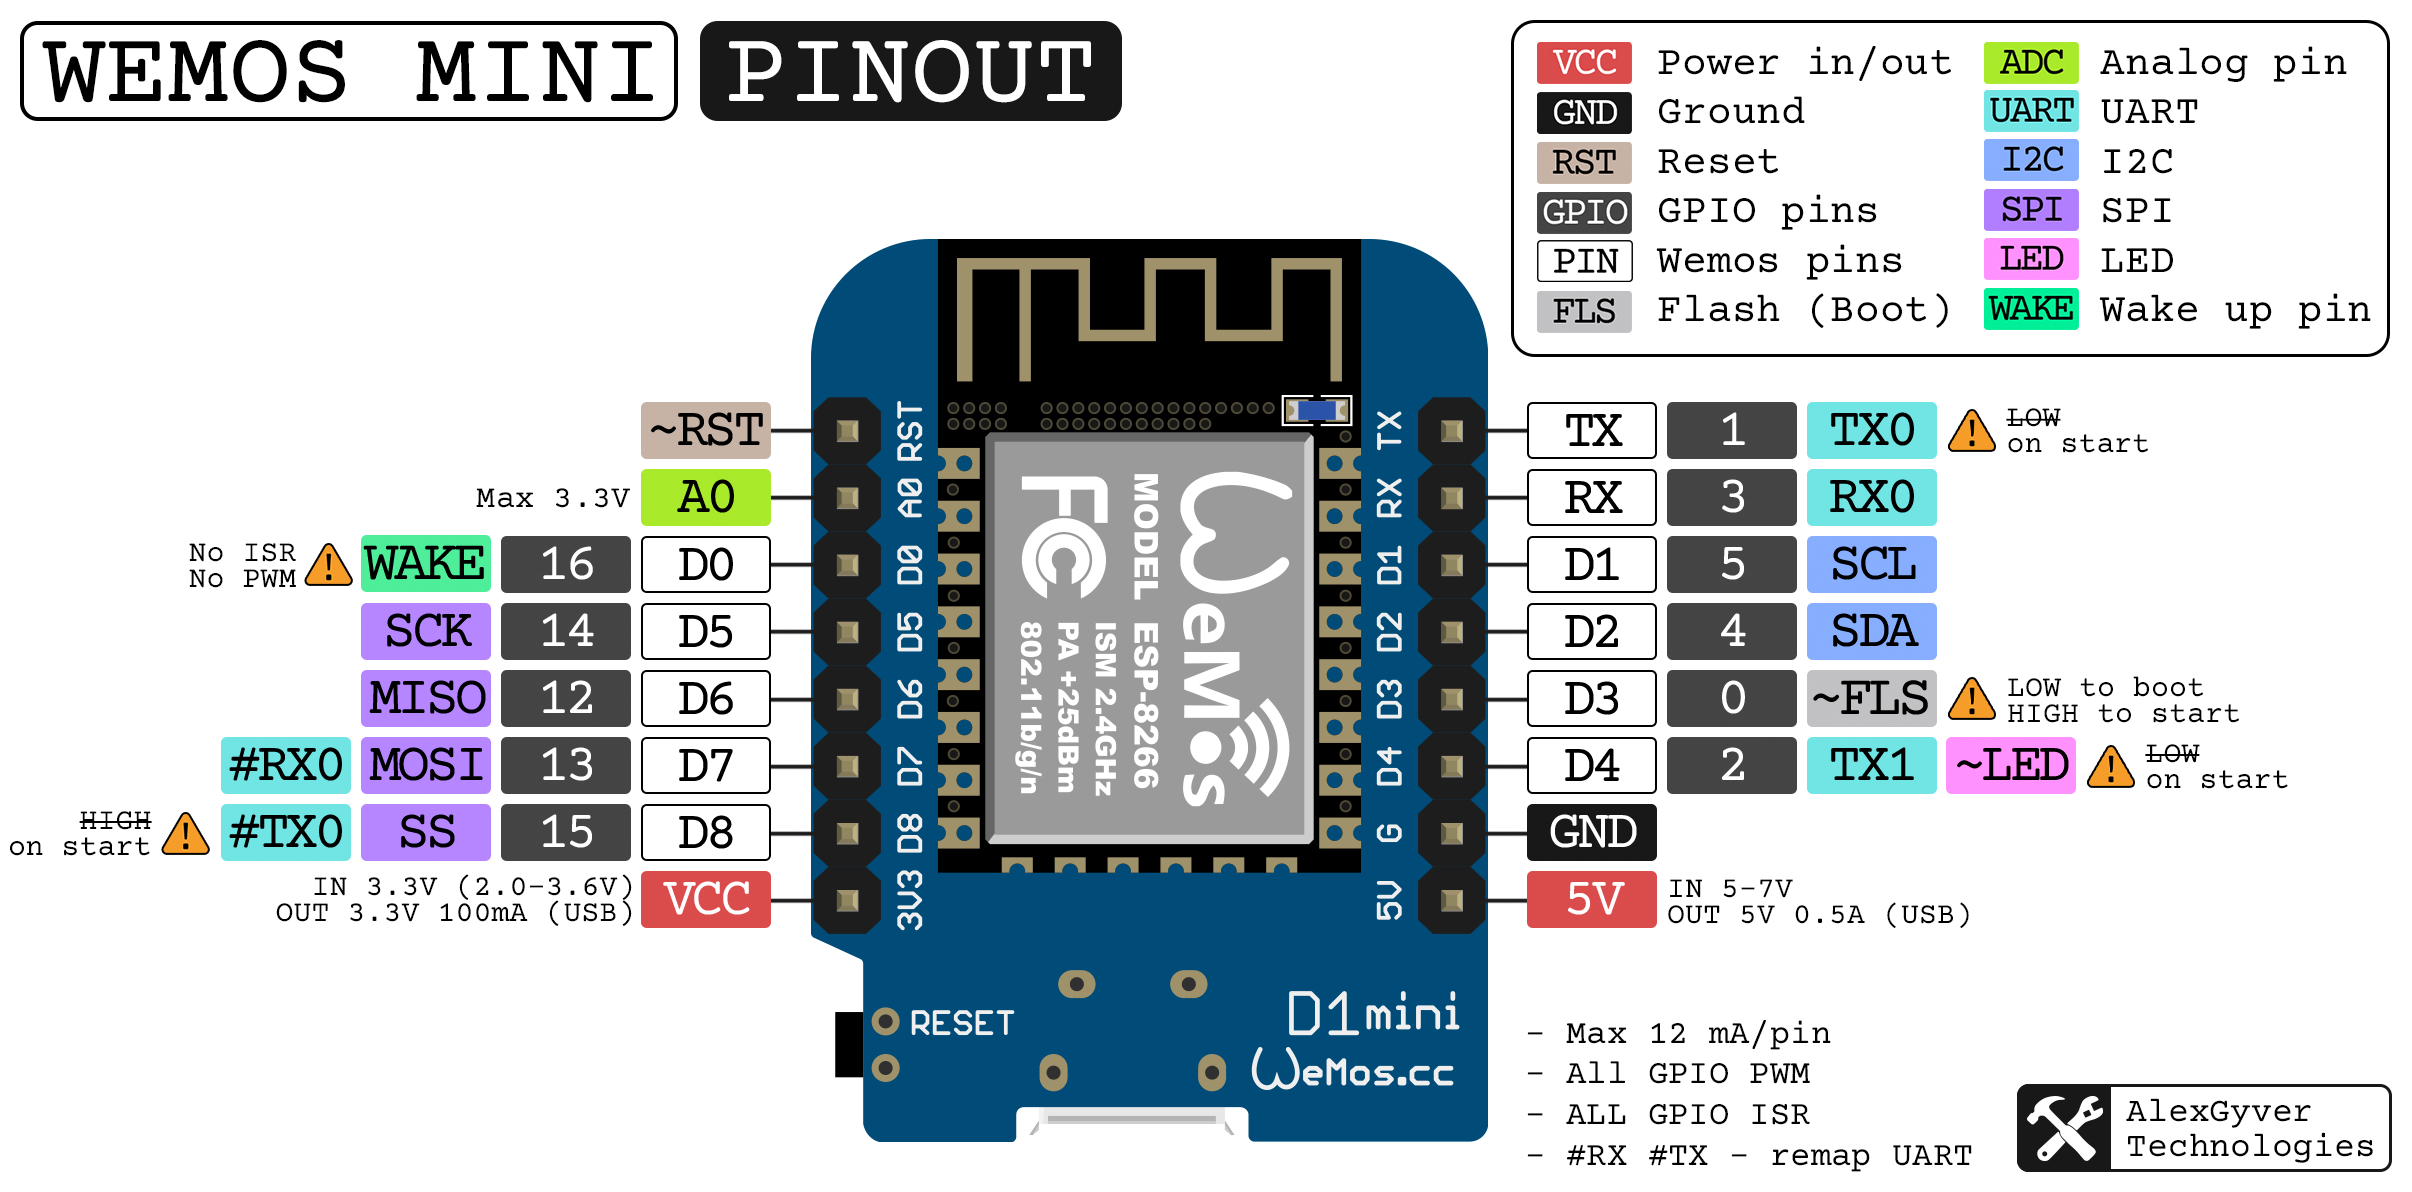 WEMOS MINI PINOUT
VCC Power in/out ADC Analog pin
GND Ground UART UART
RST Reset I2C I2C
GPIO GPIO pins SPI SPI
PIN Wemos pins LED LED
FLS Flash (Boot) WAKE Wake up pin
~RST RST
Max 3.3V A0 A0
No ISR
No PWM
WAKE 16 D0 D0
SCK 14 D5 D5
MISO 12 D6 D6
#RX0 MOSI 13 D7 D7
HIGH
on start
#TX0 SS 15 D8 D8
IN 3.3V (2.0-3.6V)
OUT 3.3V 100mA (USB)
VCC 3V3
WeMos
MODEL ESP-8266
FC
ISM 2.4GHz
PA +25dBm
802.11b/g/n
TX TX 1 TX0
LOW
on start
RX RX 3 RX0
D1 D1 5 SCL
D2 D2 4 SDA
D3 D3 0 ~FLS
LOW to boot
HIGH to start
D4 D4 2 TX1 ~LED
LOW
on start
G GND
5V 5V
IN 5-7V
OUT 5V 0.5A (USB)
RESET
D1mini
WeMos.cc
- Max 12 mA/pin
- All GPIO PWM
- ALL GPIO ISR
- #RX #TX - remap UART
AlexGyver
Technologies